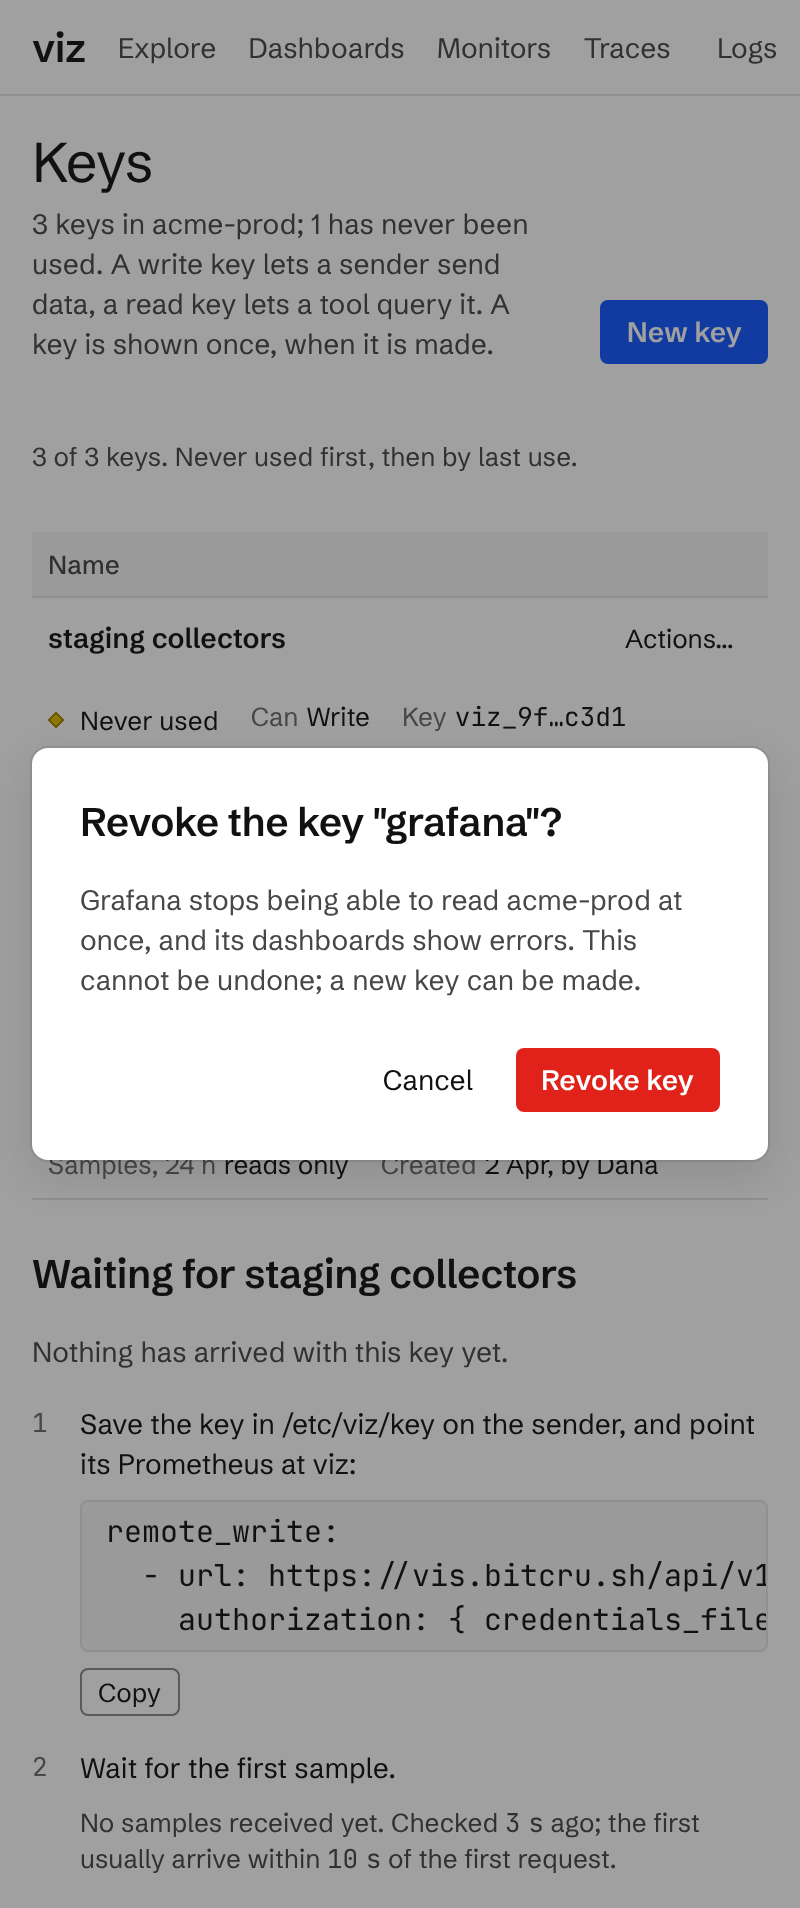 viz Explore Dashboards Monitors Traces Logs
Keys
3 keys in acme-prod; 1 has never been
used. A write key lets a sender send
data, a read key lets a tool query it. A
key is shown once, when it is made.
New key
3 of 3 keys. Never used first, then by last use.
Name
staging collectors Actions...
Never used Can Write Key viz_9f…c3d1
Revoke the key "grafana"?
Grafana stops being able to read acme-prod at
once, and its dashboards show errors. This
cannot be undone; a new key can be made.
Cancel Revoke key
Samples, 24 h reads only Created 2 Apr, by Dana
Waiting for staging collectors
Nothing has arrived with this key yet.
1 Save the key in /etc/viz/key on the sender, and point
its Prometheus at viz:
remote_write:
- url: https://vis.bitcru.sh/api/v1
authorization: { credentials_file
Copy
2 Wait for the first sample.
No samples received yet. Checked 3 s ago; the first
usually arrive within 10 s of the first request.